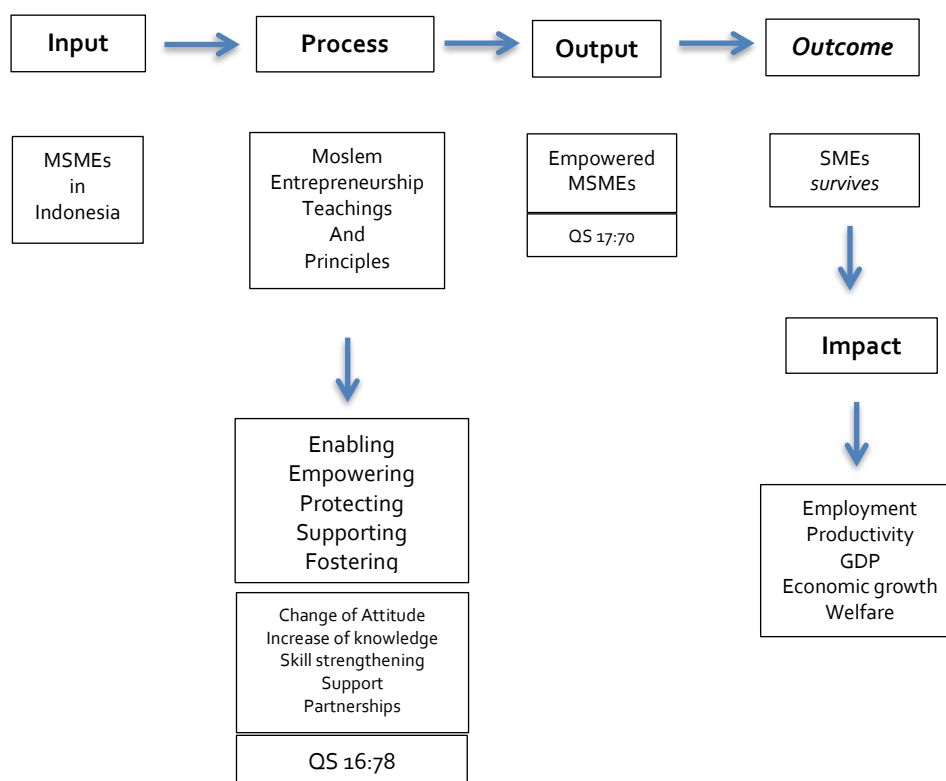 Input
Process
Output
Outcome
MSMEs
in
Indonesia
Moslem
Entrepreneurship
Teachings
And
Principles
Empowered
MSMEs
QS 17:70
SMEs
survives
Impact
Enabling
Empowering
Protecting
Supporting
Fostering
Change of Attitude
Increase of knowledge
Skill strengthening
Support
Partnerships
QS 16:78
Employment
Productivity
GDP
Economic growth
Welfare